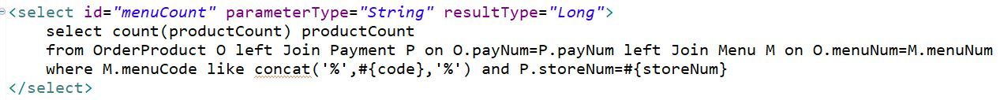 <select id="menuCount" parameterType="String" resultType="Long">
    select count(productCount) productCount
    from OrderProduct O left Join Payment P on O.payNum=P.payNum left Join Menu M on O.menuNum=M.menuNum
    where M.menuCode like concat('%',#{code},'%') and P.storeNum=#{storeNum}
</select>